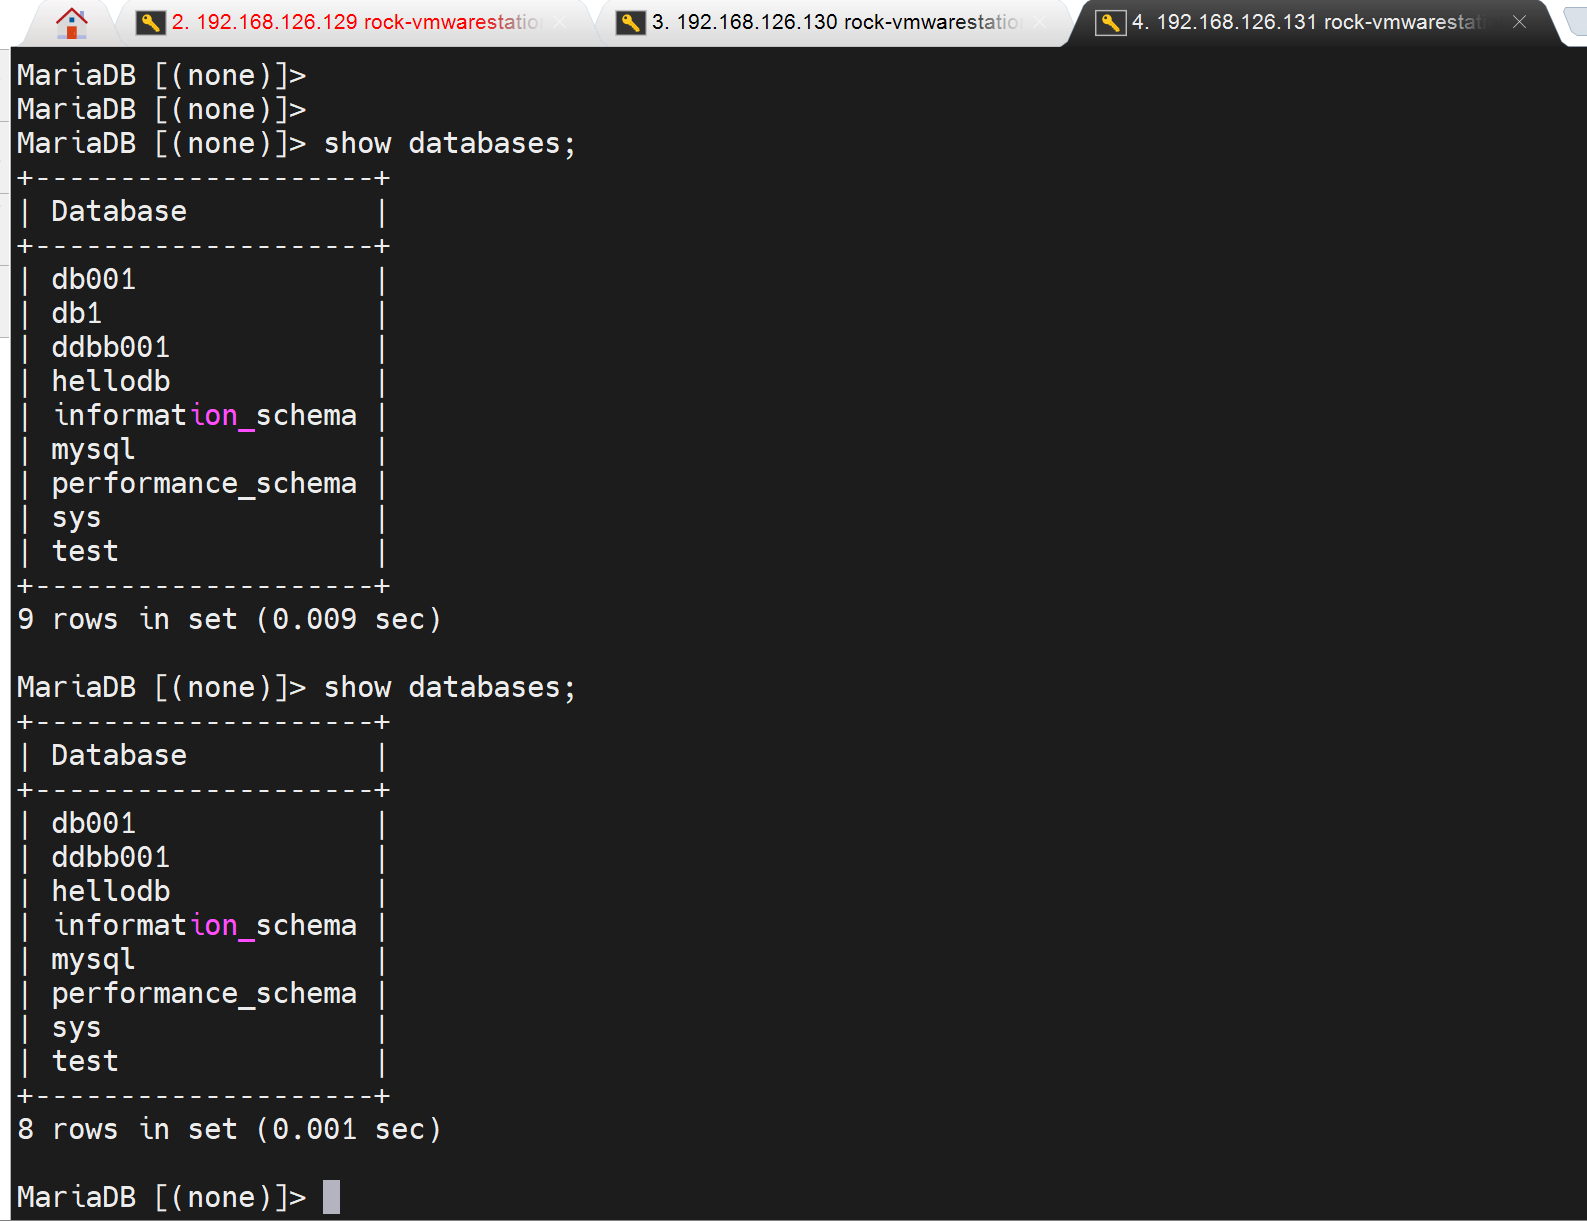 2. 192.168.126.129 rock-vmwarestatio
3. 192.168.126.130 rock-vmwarestatio
4. 192.168.126.131 rock-vmwarestat
MariaDB [(none)]>
MariaDB [(none)]>
MariaDB [(none)]> show databases;
+--------------------+
| Database           |
+--------------------+
| db001              |
| db1                |
| ddbb001            |
| hellodb            |
| information_schema |
| mysql              |
| performance_schema |
| sys                |
| test               |
+--------------------+
9 rows in set (0.009 sec)

MariaDB [(none)]> show databases;
+--------------------+
| Database           |
+--------------------+
| db001              |
| ddbb001            |
| hellodb            |
| information_schema |
| mysql              |
| performance_schema |
| sys                |
| test               |
+--------------------+
8 rows in set (0.001 sec)

MariaDB [(none)]>